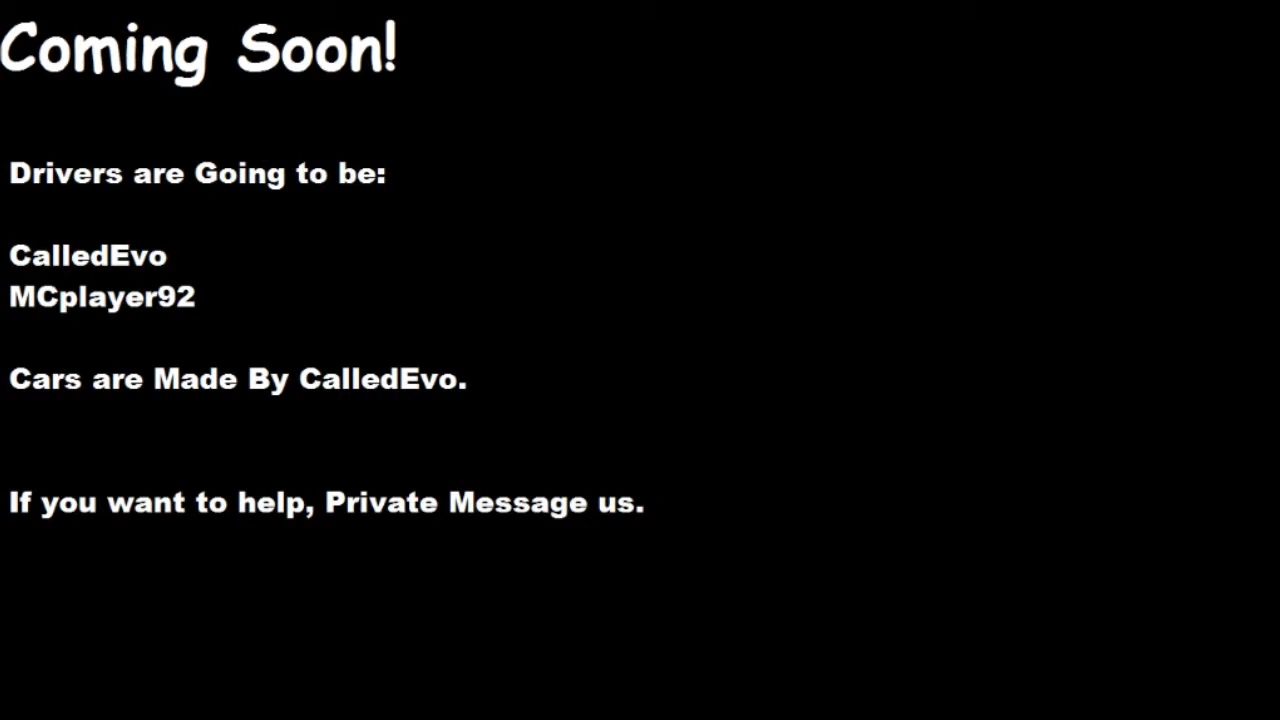 Coming Soon!
Drivers are Going to be:
CalledEvo
MCplayer92
Cars are Made By CalledEvo.
If you want to help, Private Message us.